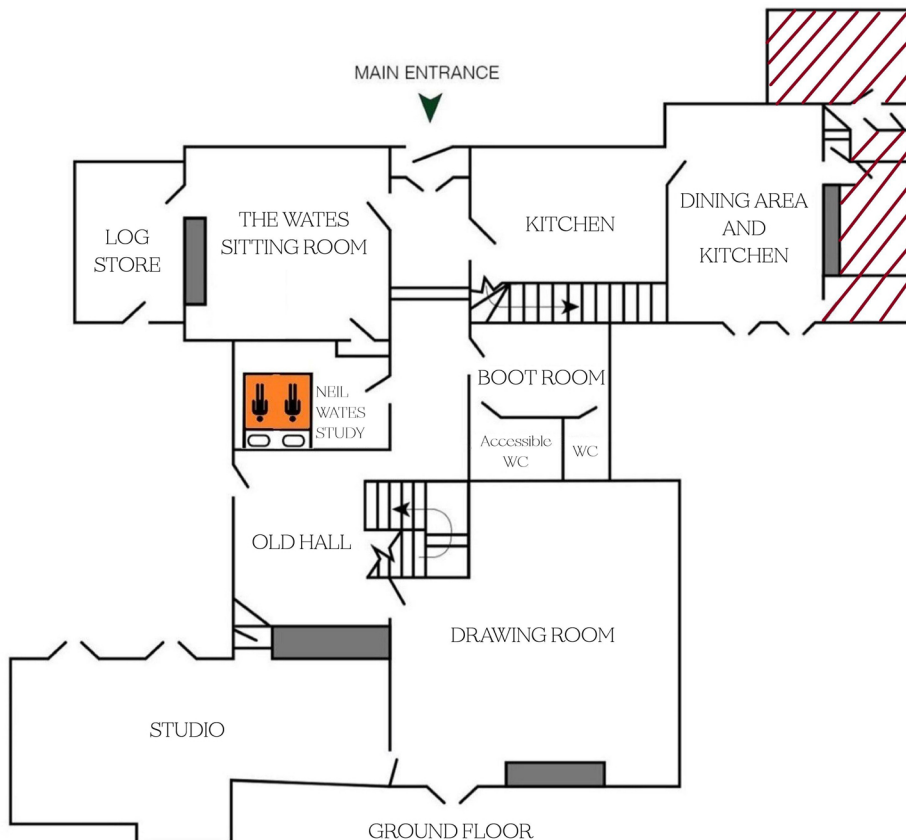 MAIN ENTRANCE
LOG
STORE
THE WATES
SITTING ROOM
KITCHEN
DINING AREA
AND
KITCHEN
NEIL
WATES
STUDY
BOOT ROOM
Accessible
WC
WC
OLD HALL
DRAWING ROOM
STUDIO
GROUND FLOOR